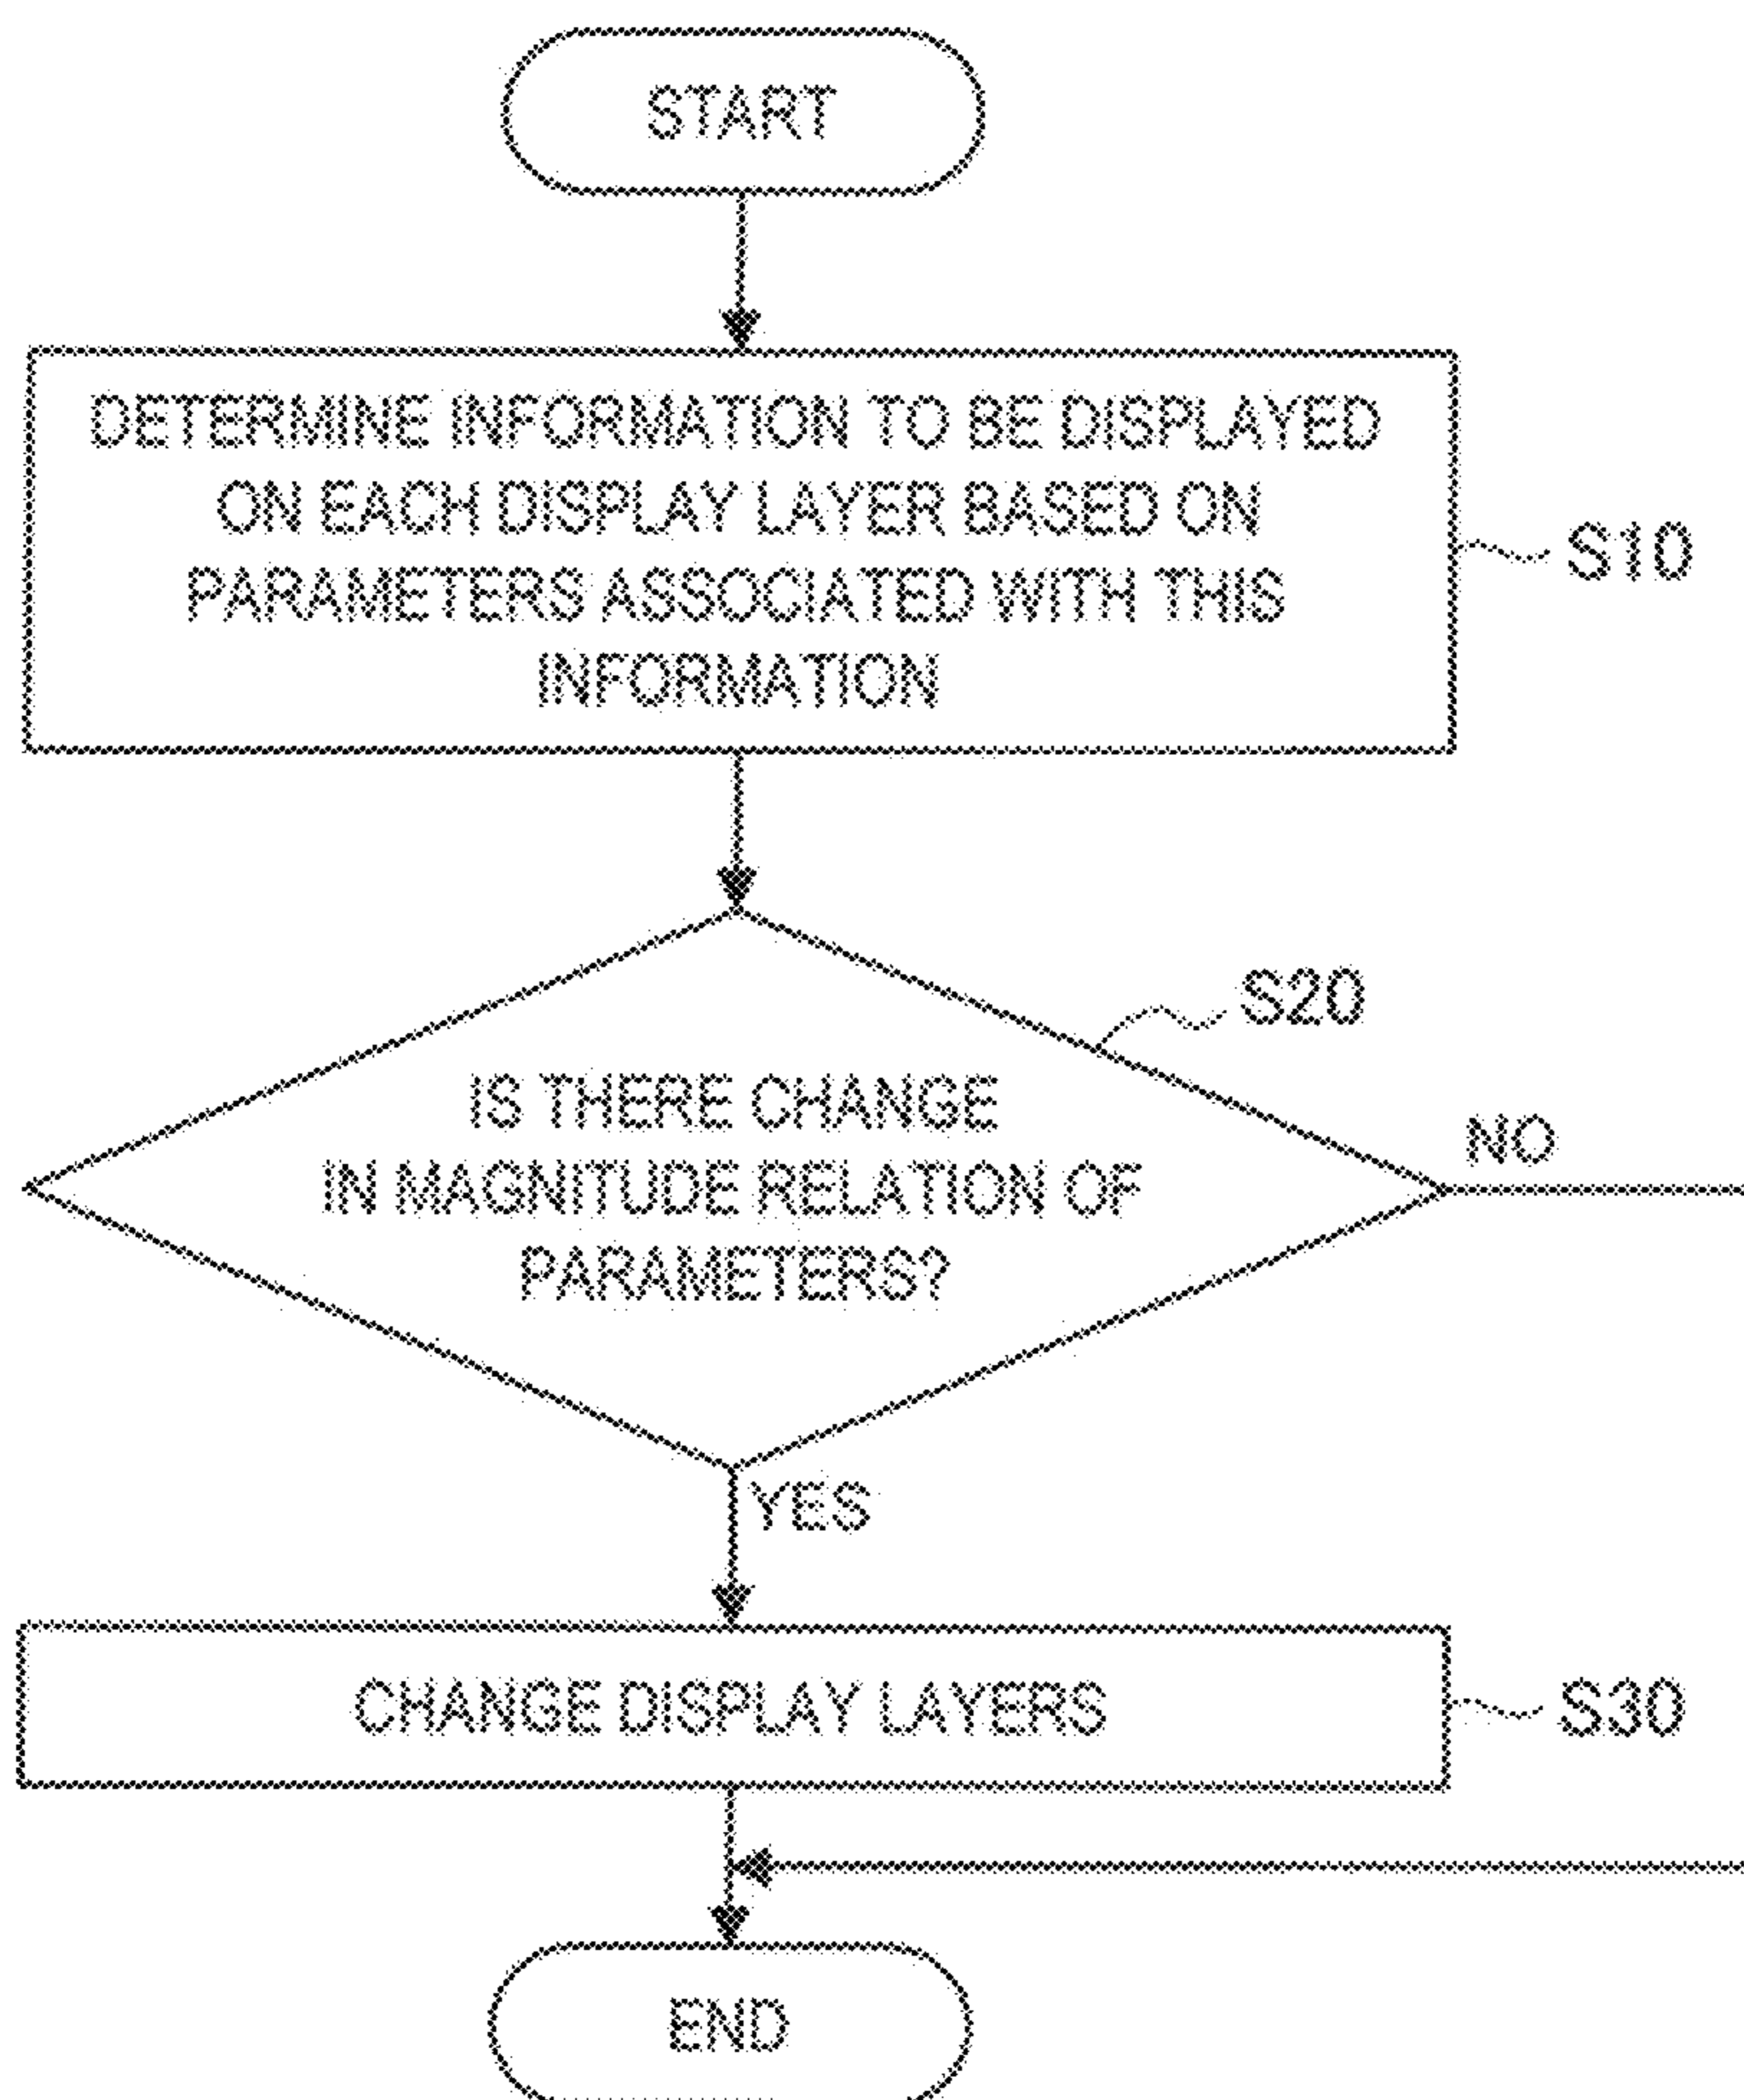 START
DETERMINE INFORMATION TO BE DISPLAYED
ON EACH DISPLAY LAYER BASED ON
PARAMETERS ASSOCIATED WITH THIS
INFORMATION
S10
S20
IS THERE CHANGE
IN MAGNITUDE RELATION OF
PARAMETERS?
NO
YES
CHANGE DISPLAY LAYERS
S30
END